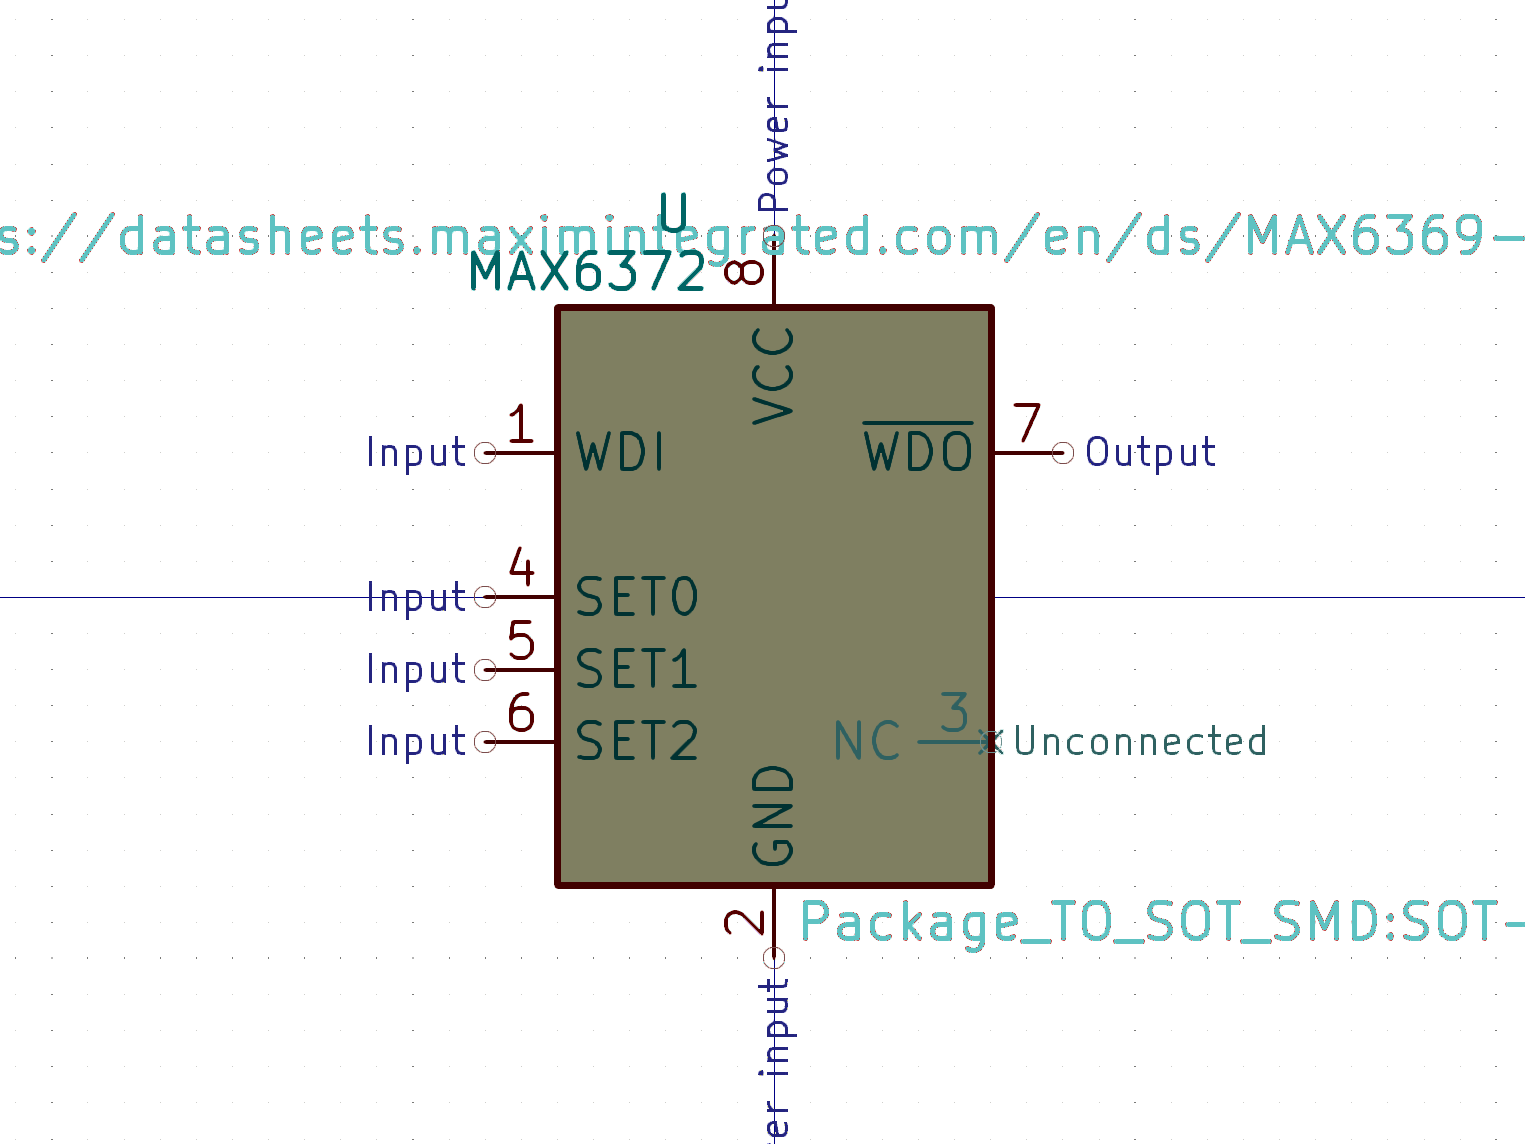 Power inpu
U
s://datasheets.maximintegrated.com/en/ds/MAX6369-
MAX6372
8
VCC
Input 1 WDI
WDO 7 Output
Input 4 SET0
Input 5 SET1
Input 6 SET2
NC 3 Unconnected
GND
2
Package_TO_SOT_SMD:SOT-
er input